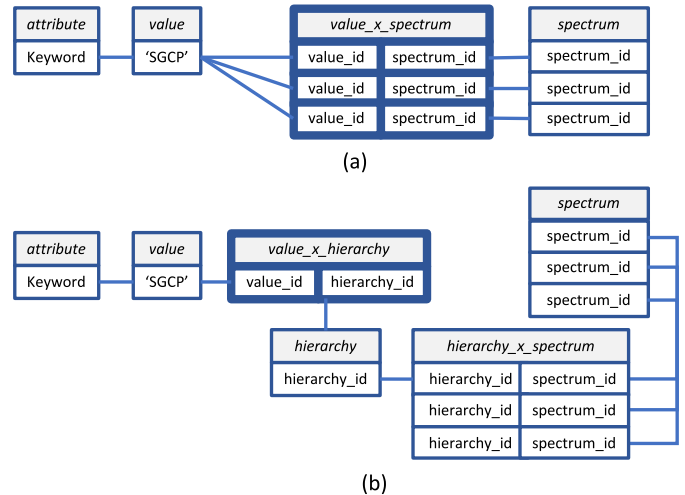 attribute value value_x_spectrum spectrum
Keyword 'SGCP' value_id spectrum_id spectrum_id
value_id spectrum_id spectrum_id
value_id spectrum_id spectrum_id
(a)
spectrum
spectrum_id
spectrum_id
spectrum_id
attribute value value_x_hierarchy
Keyword 'SGCP' value_id hierarchy_id
hierarchy hierarchy_x_spectrum
hierarchy_id hierarchy_id spectrum_id
hierarchy_id spectrum_id
hierarchy_id spectrum_id
(b)